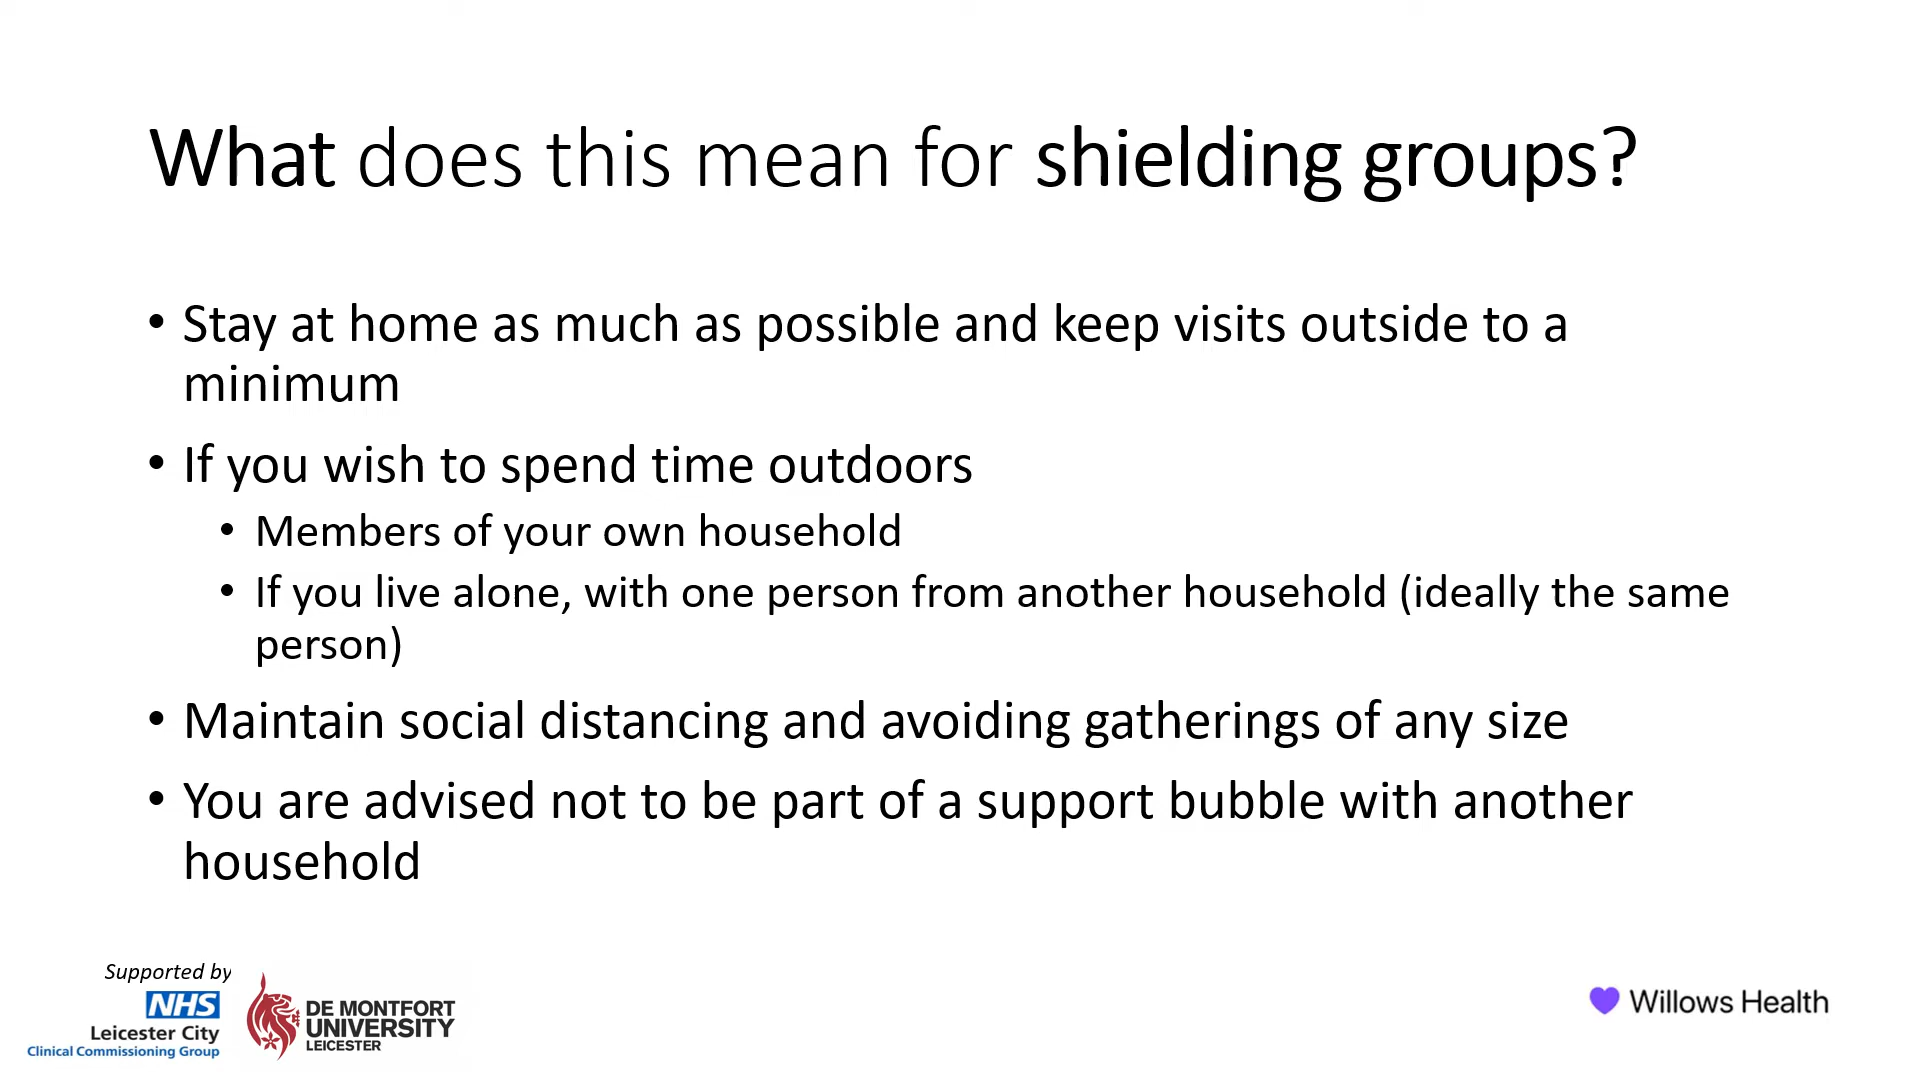 What does this mean for shielding groups?
• Stay at home as much as possible and keep visits outside to a
minimum
• If you wish to spend time outdoors
• Members of your own household
• If you live alone, with one person from another household (ideally the same
person)
• Maintain social distancing and avoiding gatherings of any size
• You are advised not to be part of a support bubble with another
household
Supported by
NHS
Leicester City
Clinical Commissioning Group
DE MONTFORT
UNIVERSITY
LEICESTER
Willows Health